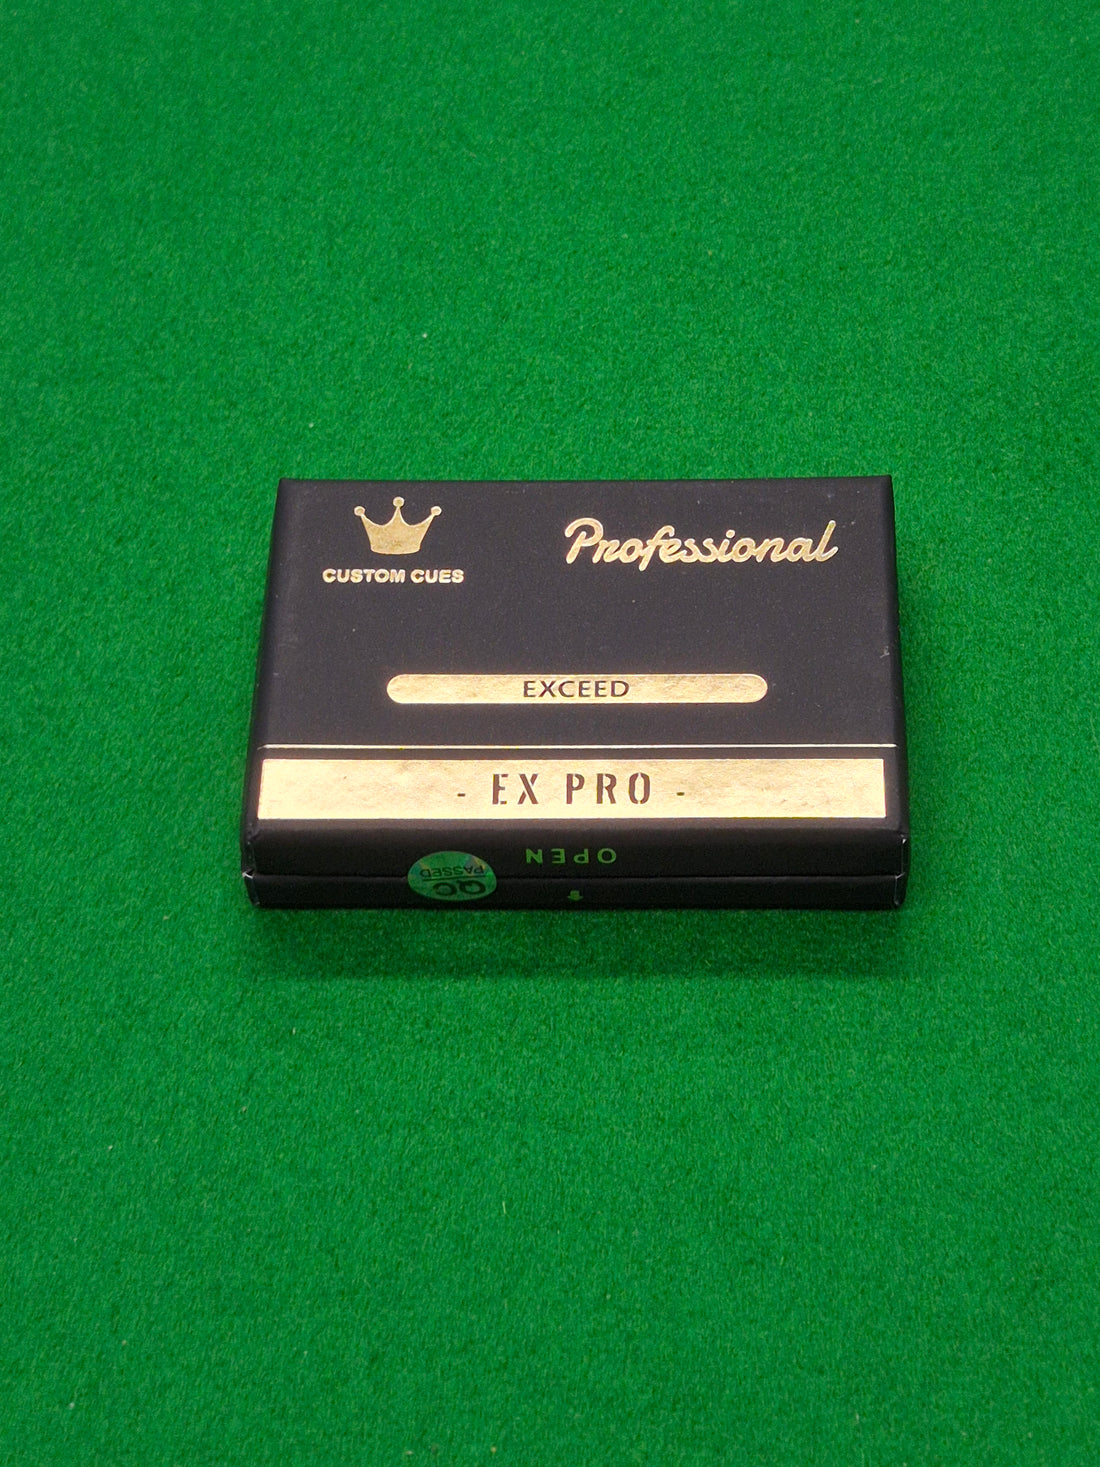 CUSTOM CUES
Professional
EXCEED
- EX PRO -
OPEN
QC
PASSED